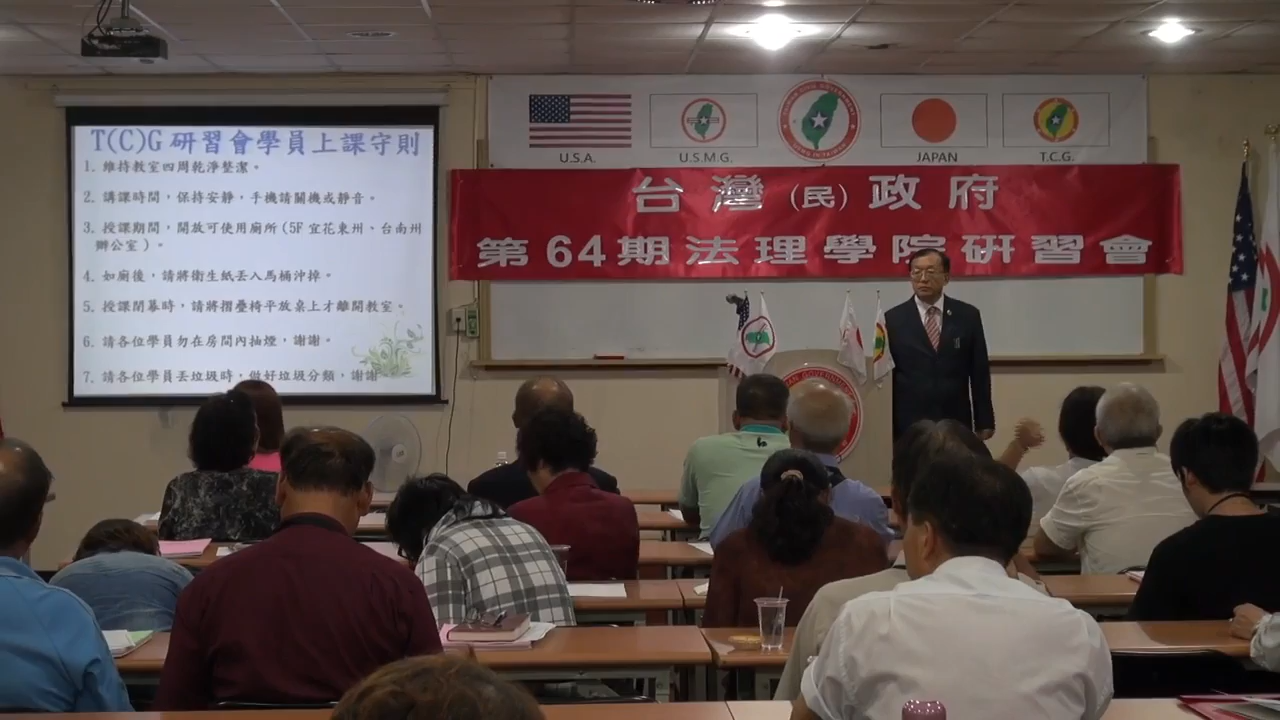 T(C)G 研習會學員上課守則
1. 維持教室四周乾淨整潔。
2. 講課時間，保持安靜，手機請關機或靜音。
3. 授課期間，開放可使用廁所(5F 宜花東州、台南州
辦公室)。
4. 如廁後，請將衛生紙丟入馬桶沖掉。
5. 授課閉幕時，請將摺疊椅平放桌上才離開教室。
6. 請各位學員勿在房間內抽煙，謝謝。
7. 請各位學員丟垃圾時，做好垃圾分類，謝謝
U.S.A.
U.S.M.G.
JAPAN
T.C.G.
台灣(民)政府
第64期法理學院研習會